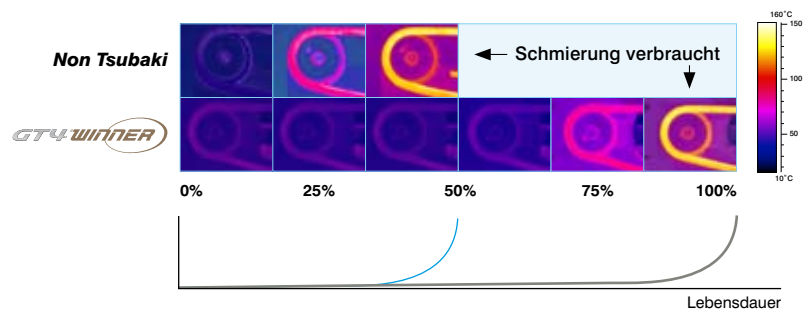 160˚C
150
Non Tsubaki
Schmierung verbraucht
100
GT4 WINNER
50
10˚C
0%
25%
50%
75%
100%
Lebensdauer